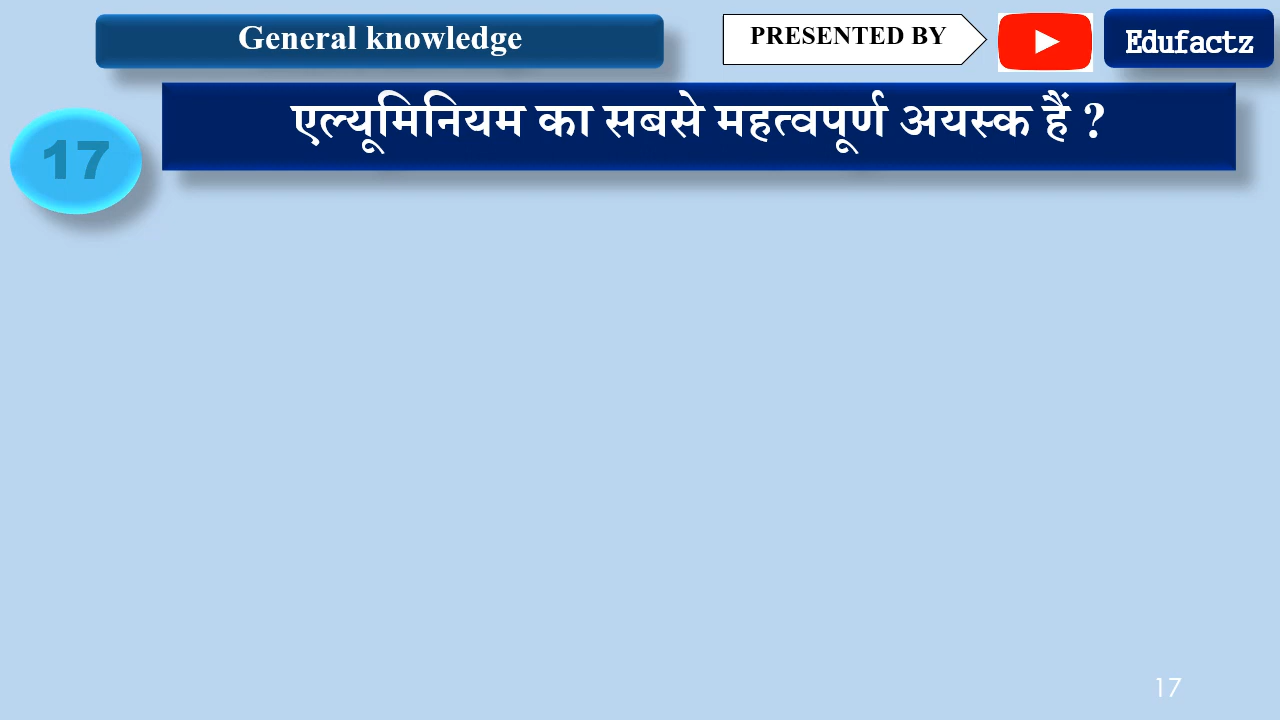 General knowledge
PRESENTED BY
Edufactz
17
एल्यूमिनियम का सबसे महत्वपूर्ण अयस्क हैं ?
17